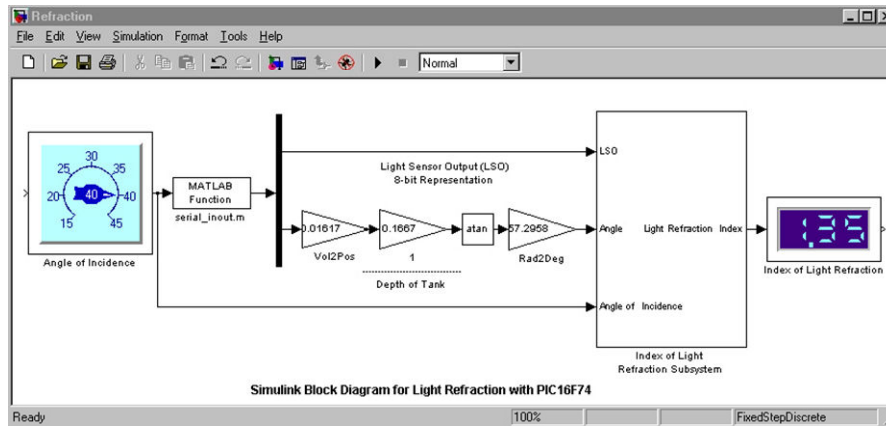 Refraction
File Edit View Simulation Format Tools Help
Normal
30
25 35
20 40 40
15 45
Angle of Incidence
MATLAB
Function
serial_inout.m
Light Sensor Output (LSO)
8-bit Representation
0.01617
Vol2Pos
0.1667
1
Depth of Tank
atan
57.2958
Rad2Deg
LSO
Angle
Light Refraction Index
Angle of Incidence
Index of Light
Refraction Subsystem
1.35
Index of Light Refraction
Simulink Block Diagram for Light Refraction with PIC16F74
Ready 100% FixedStepDiscrete